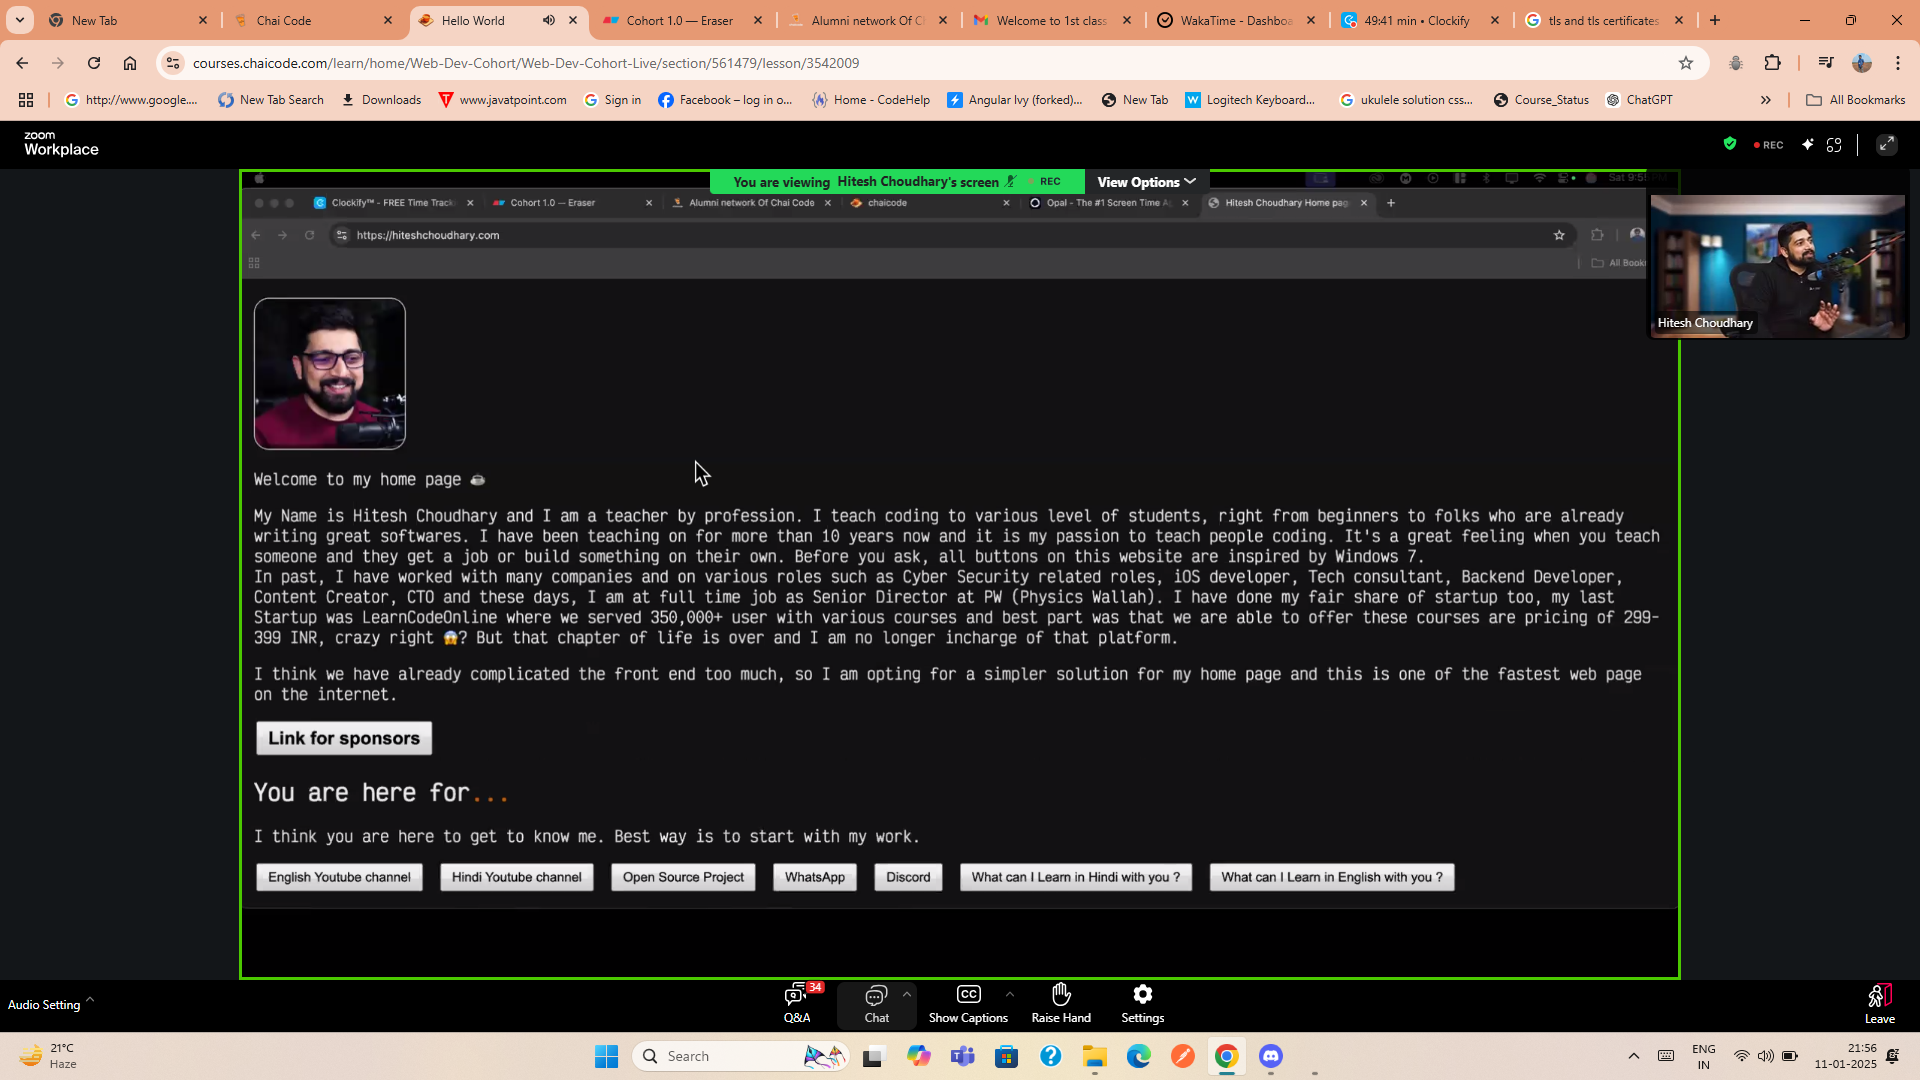 New Tab
Chai Code
Hello World
Cohort 1.0 — Eraser
Alumni network Of C
Welcome to 1st class
WakaTime - Dashboa
49:41 min • Clockify
tls and tls certificates
courses.chaicode.com/learn/home/Web-Dev-Cohort/Web-Dev-Cohort-Live/section/561479/lesson/3542009
http://www.google....
New Tab Search
Downloads
www.javatpoint.com
Sign in
Facebook – log in o...
Home - CodeHelp
Angular Ivy (forked)...
New Tab
Logitech Keyboard...
ukulele solution css...
Course_Status
ChatGPT
All Bookmarks
zoom
Workplace
REC
You are viewing Hitesh Choudhary's screen
REC
View Options
Clockify™ - FREE Time Track
Cohort 1.0 — Eraser
Alumni network Of Chai Code
chaicode
Opal - The #1 Screen Time A
Hitesh Choudhary Home pag
https://hiteshchoudhary.com
Hitesh Choudhary
Welcome to my home page ☕
My Name is Hitesh Choudhary and I am a teacher by profession. I teach coding to various level of students, right from beginners to folks who are already
writing great softwares. I have been teaching on for more than 10 years now and it is my passion to teach people coding. It's a great feeling when you teach
someone and they get a job or build something on their own. Before you ask, all buttons on this website are inspired by Windows 7.
In past, I have worked with many companies and on various roles such as Cyber Security related roles, iOS developer, Tech consultant, Backend Developer,
Content Creator, CTO and these days, I am at full time job as Senior Director at PW (Physics Wallah). I have done my fair share of startup too, my last
Startup was LearnCodeOnline where we served 350,000+ user with various courses and best part was that we are able to offer these courses are pricing of 299-
399 INR, crazy right 😱? But that chapter of life is over and I am no longer incharge of that platform.
I think we have already complicated the front end too much, so I am opting for a simpler solution for my home page and this is one of the fastest web page
on the internet.
Link for sponsors
You are here for...
I think you are here to get to know me. Best way is to start with my work.
English Youtube channel
Hindi Youtube channel
Open Source Project
WhatsApp
Discord
What can I Learn in Hindi with you ?
What can I Learn in English with you ?
Audio Setting
34
Q&A
Chat
CC
Show Captions
Raise Hand
Settings
Leave
21°C
Haze
Search
ENG
IN
21:56
11-01-2025